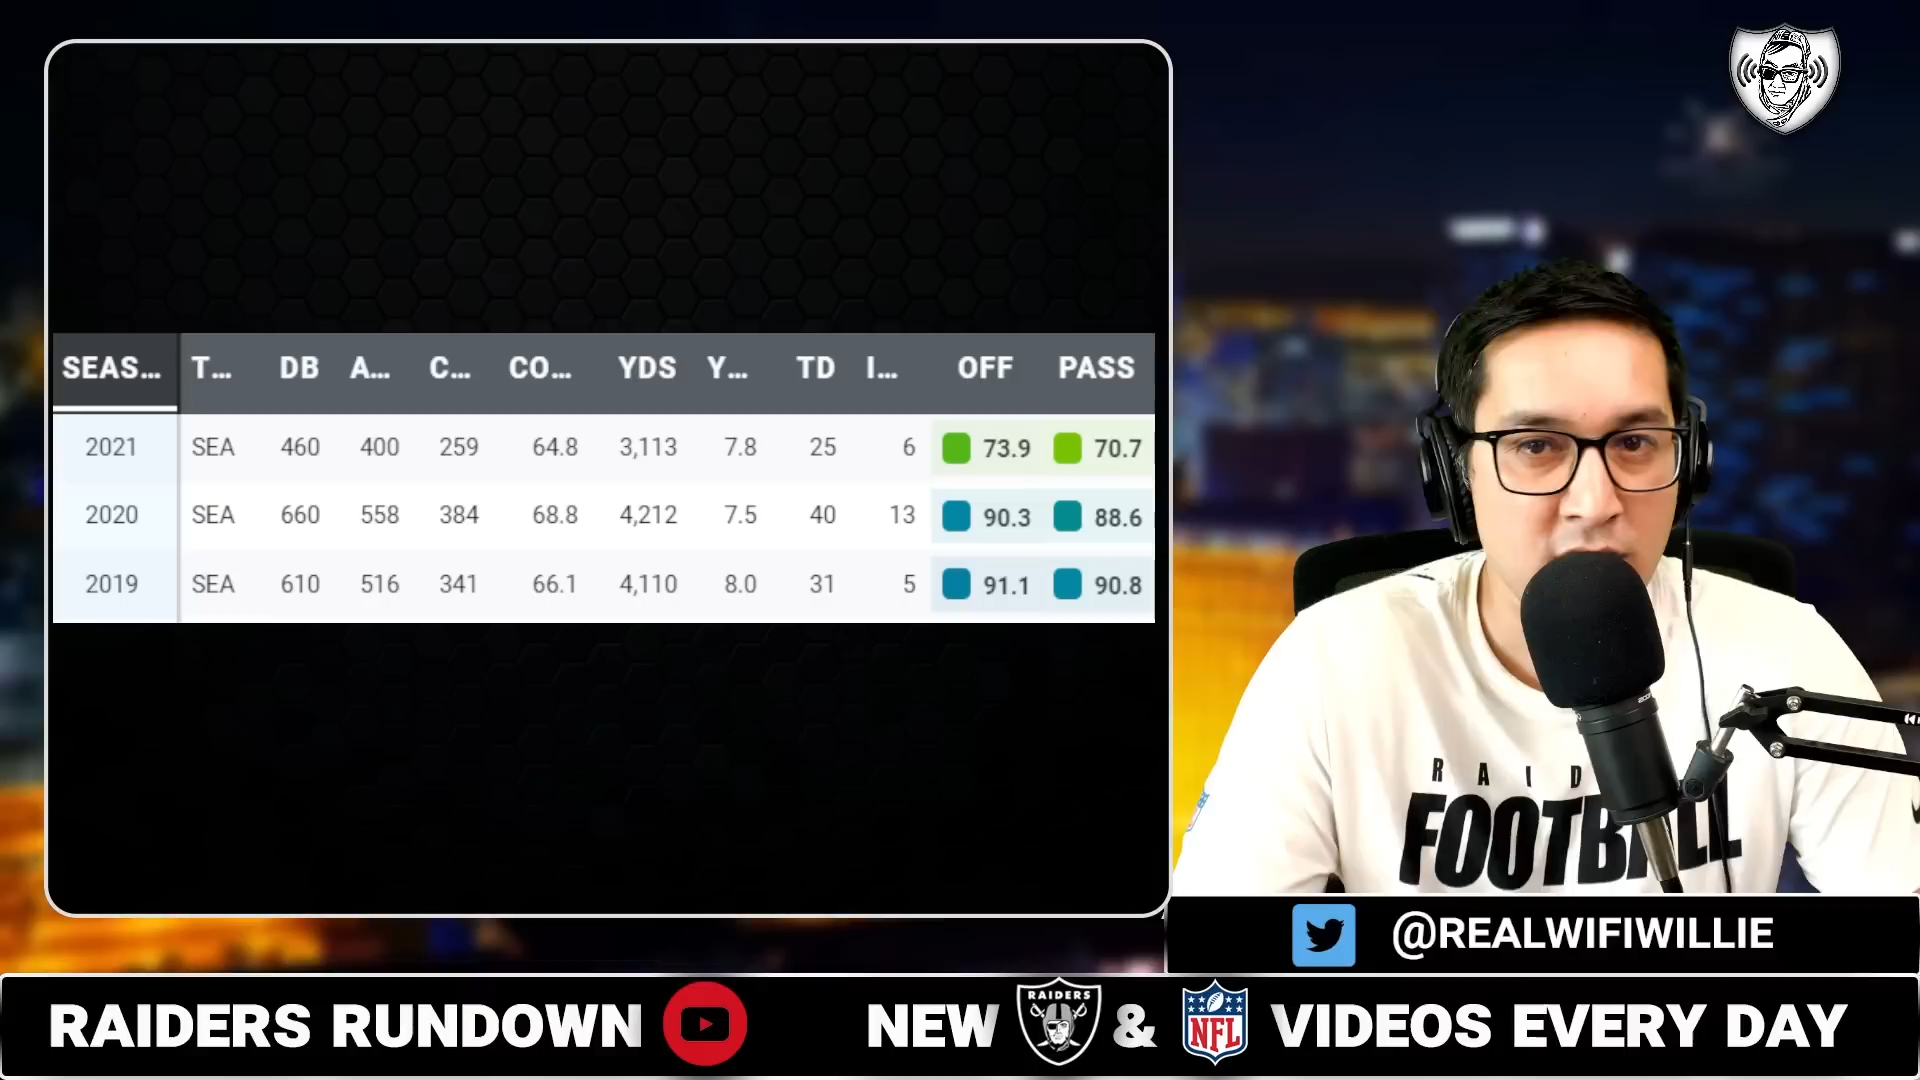 SEAS... T... DB A... C... CO... YDS Y... TD I... OFF PASS
2021 SEA 460 400 259 64.8 3,113 7.8 25 6 73.9 70.7
2020 SEA 660 558 384 68.8 4,212 7.5 40 13 90.3 88.6
2019 SEA 610 516 341 66.1 4,110 8.0 31 5 91.1 90.8
RAID
FOOTBALL
@REALWIFIWILLIE
RAIDERS RUNDOWN NEW RAIDERS & NFL VIDEOS EVERY DAY